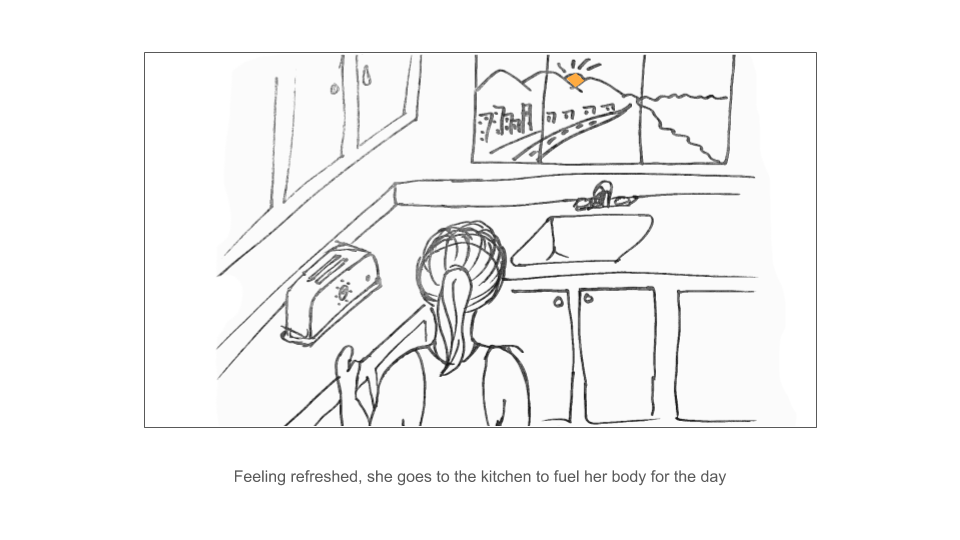 Feeling refreshed, she goes to the kitchen to fuel her body for the day